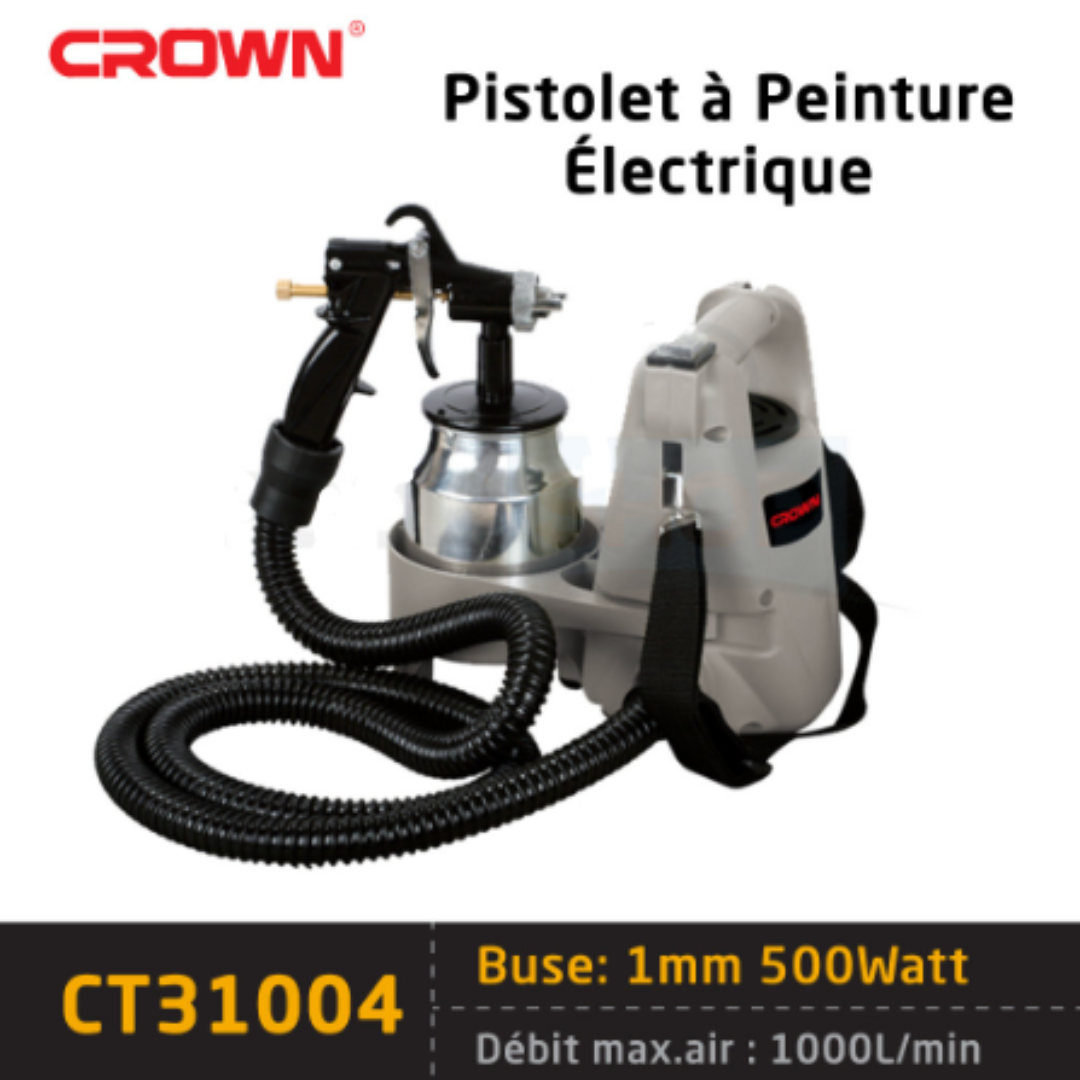 CROWN®
Pistolet à Peinture
Électrique
CROWN
CT31004
Buse: 1mm 500Watt
Débit max.air : 1000L/min